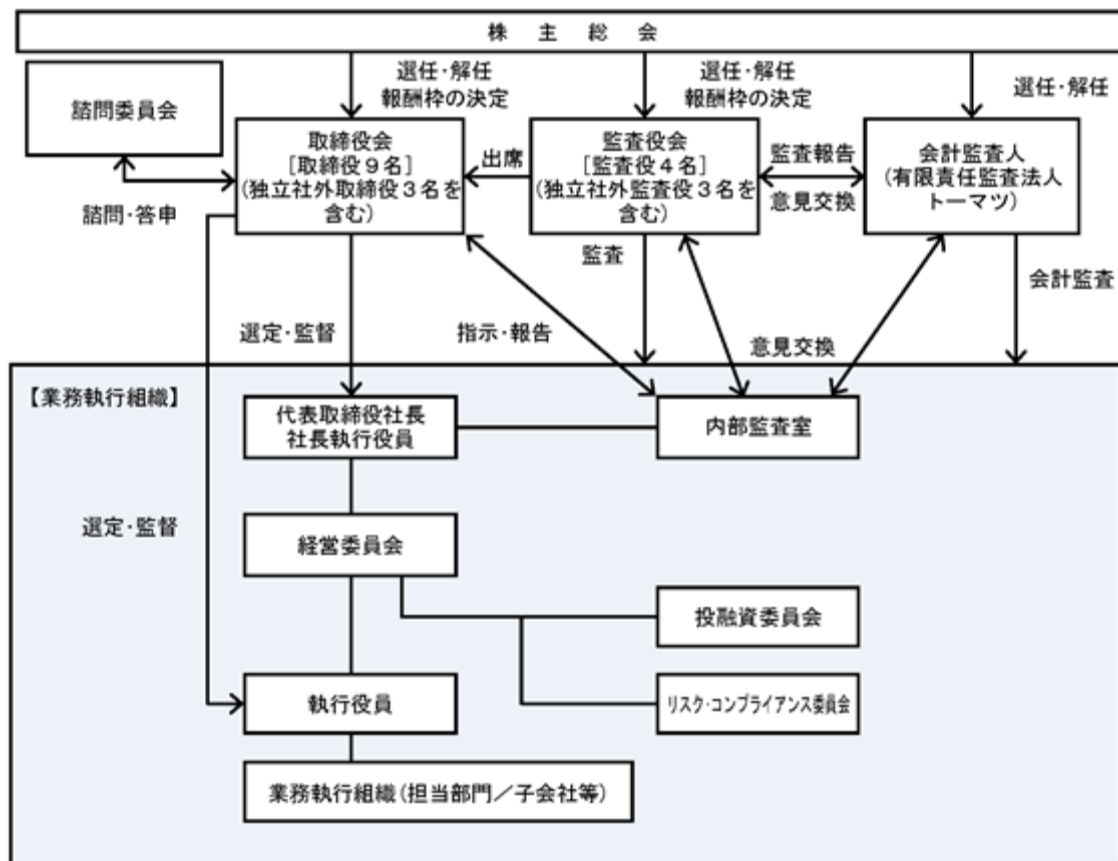 株主総会
選任・解任
報酬枠の決定
選任・解任
報酬枠の決定
選任・解任
諮問委員会
取締役会
[取締役9名]
(独立社外取締役3名を
含む)
出席
監査役会
[監査役4名]
(独立社外監査役3名を
含む)
監査報告
意見交換
会計監査人
(有限責任監査法人
トーマツ)
諮問・答申
監査
会計監査
選定・監督
指示・報告
意見交換
【業務執行組織】
代表取締役社長
社長執行役員
内部監査室
選定・監督
経営委員会
投融資委員会
執行役員
リスク・コンプライアンス委員会
業務執行組織(担当部門/子会社等)